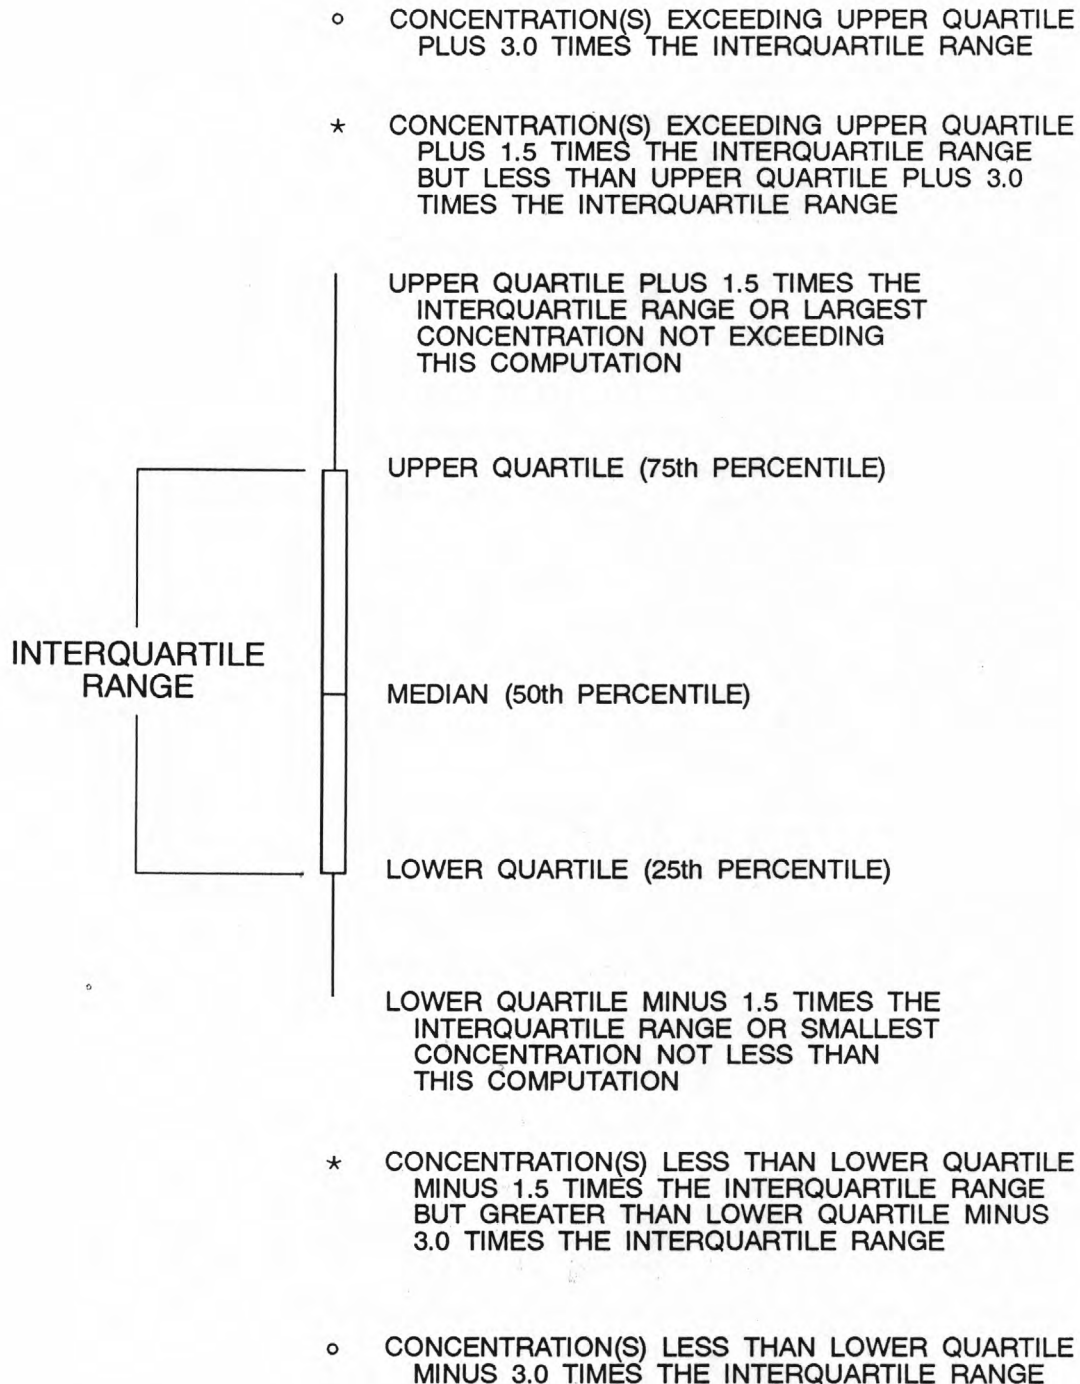 ○ CONCENTRATION(S) EXCEEDING UPPER QUARTILE
PLUS 3.0 TIMES THE INTERQUARTILE RANGE
* CONCENTRATION(S) EXCEEDING UPPER QUARTILE
PLUS 1.5 TIMES THE INTERQUARTILE RANGE
BUT LESS THAN UPPER QUARTILE PLUS 3.0
TIMES THE INTERQUARTILE RANGE
UPPER QUARTILE PLUS 1.5 TIMES THE
INTERQUARTILE RANGE OR LARGEST
CONCENTRATION NOT EXCEEDING
THIS COMPUTATION
UPPER QUARTILE (75th PERCENTILE)
INTERQUARTILE
RANGE
MEDIAN (50th PERCENTILE)
LOWER QUARTILE (25th PERCENTILE)
LOWER QUARTILE MINUS 1.5 TIMES THE
INTERQUARTILE RANGE OR SMALLEST
CONCENTRATION NOT LESS THAN
THIS COMPUTATION
* CONCENTRATION(S) LESS THAN LOWER QUARTILE
MINUS 1.5 TIMES THE INTERQUARTILE RANGE
BUT GREATER THAN LOWER QUARTILE MINUS
3.0 TIMES THE INTERQUARTILE RANGE
○ CONCENTRATION(S) LESS THAN LOWER QUARTILE
MINUS 3.0 TIMES THE INTERQUARTILE RANGE